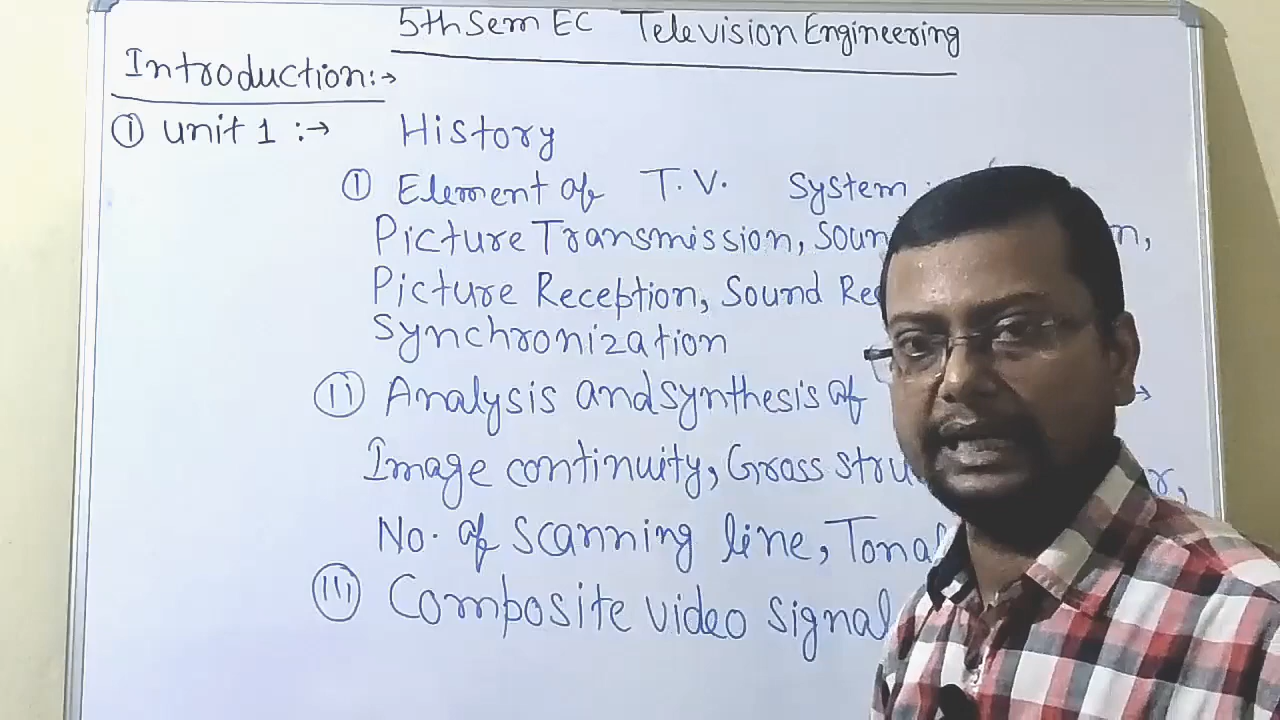 5th Sem EC Television Engineering
Introduction:→
① unit 1 :→ History
① Element of T.V. System :
Picture Transmission, Soun n,
Picture Reception, Sound Re
Synchronization
ⅠⅠ Analysis and synthesis of →
Image continuity, Gross stru r,
No. of Scanning line, Tonal
ⅠⅠⅠ Composite video signal